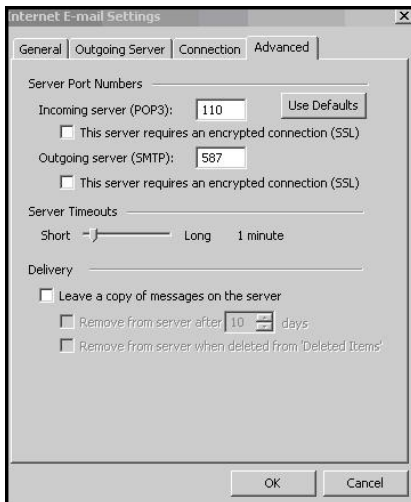 Internet E-mail Settings
General
Outgoing Server
Connection
Advanced
Server Port Numbers
Incoming server (POP3): 110 Use Defaults
This server requires an encrypted connection (SSL)
Outgoing server (SMTP): 587
This server requires an encrypted connection (SSL)
Server Timeouts
Short Long 1 minute
Delivery
Leave a copy of messages on the server
Remove from server after 10 days
Remove from server when deleted from 'Deleted Items'
OK Cancel